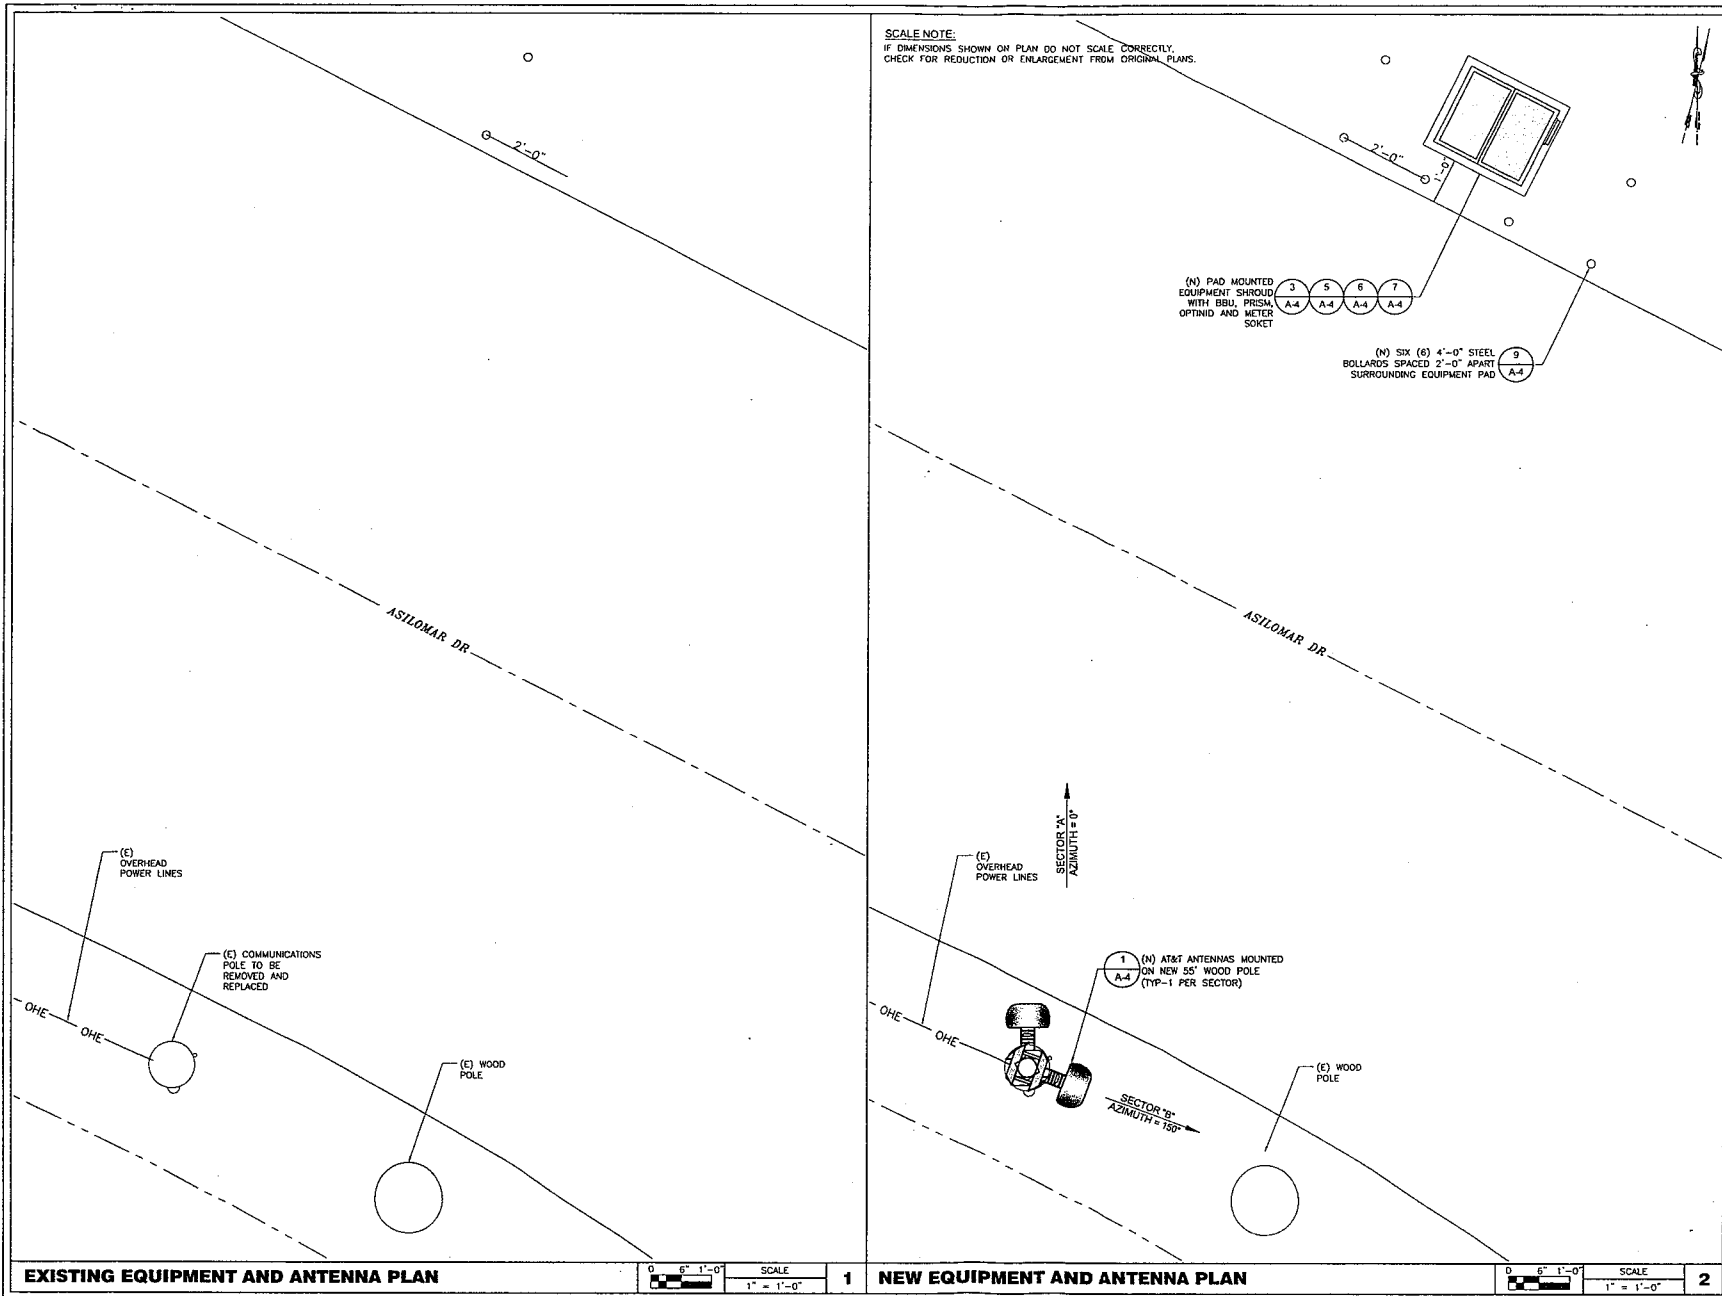 2'-0"
ASILOMAR DR
(E)
OVERHEAD
POWER LINES
(E) COMMUNICATIONS
POLE TO BE
REMOVED AND
REPLACED
OHE
OHE
(E) WOOD
POLE
EXISTING EQUIPMENT AND ANTENNA PLAN
0 6" 1'-0"
SCALE
1" = 1'-0"
1
SCALE NOTE:
IF DIMENSIONS SHOWN ON PLAN DO NOT SCALE CORRECTLY,
CHECK FOR REDUCTION OR ENLARGEMENT FROM ORIGINAL PLANS.
2'-0"
1'-0"
(N) PAD MOUNTED
EQUIPMENT SHROUD
WITH BBU, PRISM,
OPTINID AND METER
SOKET
3 5 6 7
A-4 A-4 A-4 A-4
(N) SIX (6) 4'-0" STEEL
BOLLARDS SPACED 2'-0" APART
SURROUNDING EQUIPMENT PAD
9
A-4
ASILOMAR DR
SECTOR "A"
AZIMUTH = 0°
(E)
OVERHEAD
POWER LINES
1
A-4
(N) AT&T ANTENNAS MOUNTED
ON NEW 55' WOOD POLE
(TYP-1 PER SECTOR)
OHE
OHE
SECTOR "B"
AZIMUTH = 150°
(E) WOOD
POLE
NEW EQUIPMENT AND ANTENNA PLAN
0 6" 1'-0"
SCALE
1" = 1'-0"
2